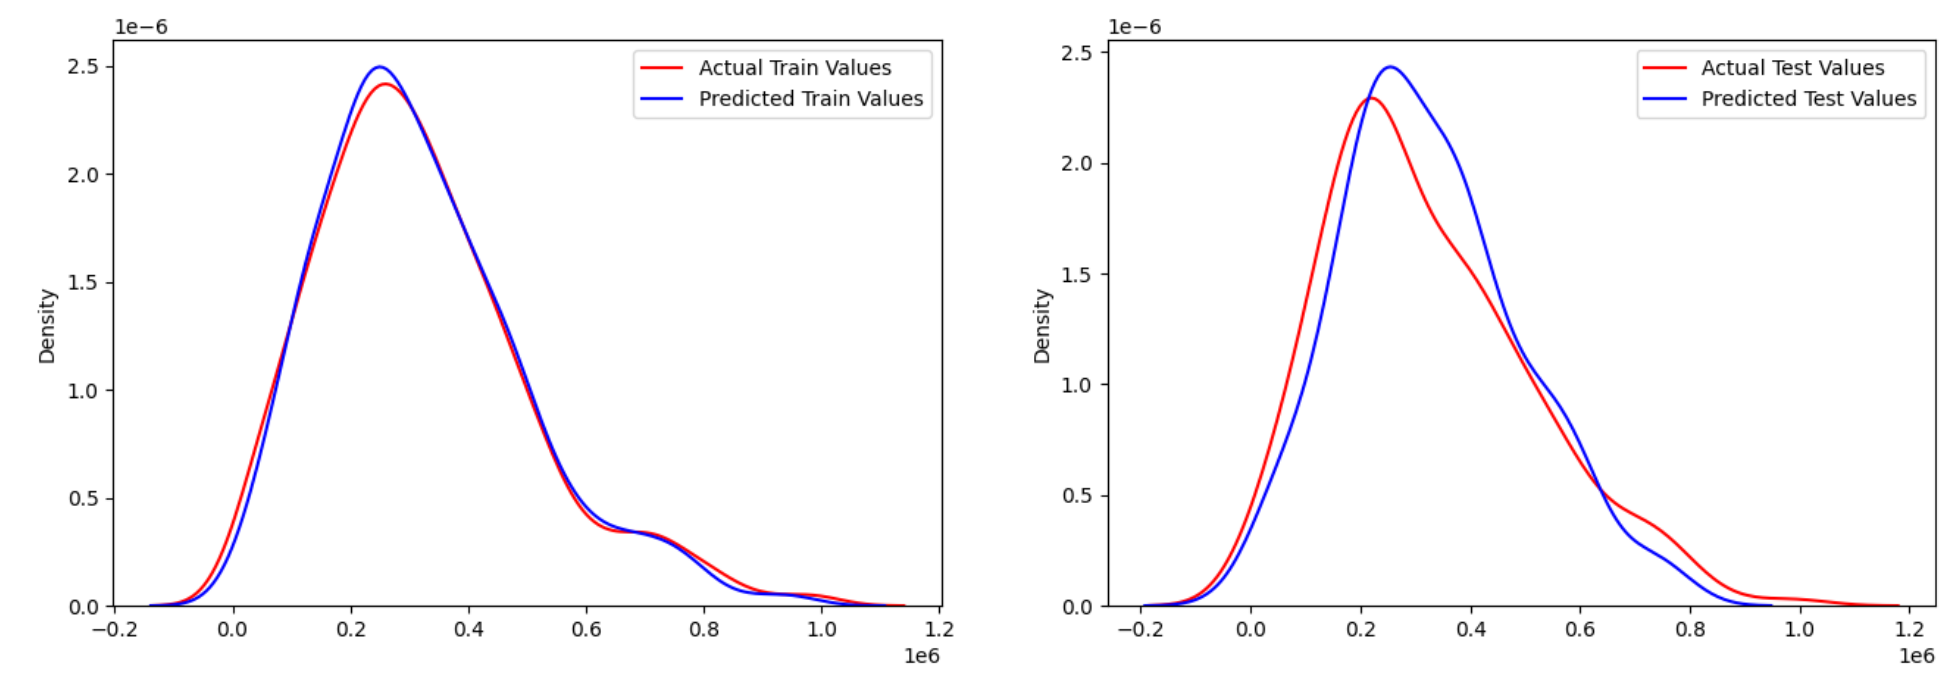 1e−6
2.5
2.0
1.5
1.0
0.5
0.0
Density
Actual Train Values
Predicted Train Values
−0.2 0.0 0.2 0.4 0.6 0.8 1.0 1.2
1e6
1e−6
2.5
2.0
1.5
1.0
0.5
0.0
Density
Actual Test Values
Predicted Test Values
−0.2 0.0 0.2 0.4 0.6 0.8 1.0 1.2
1e6